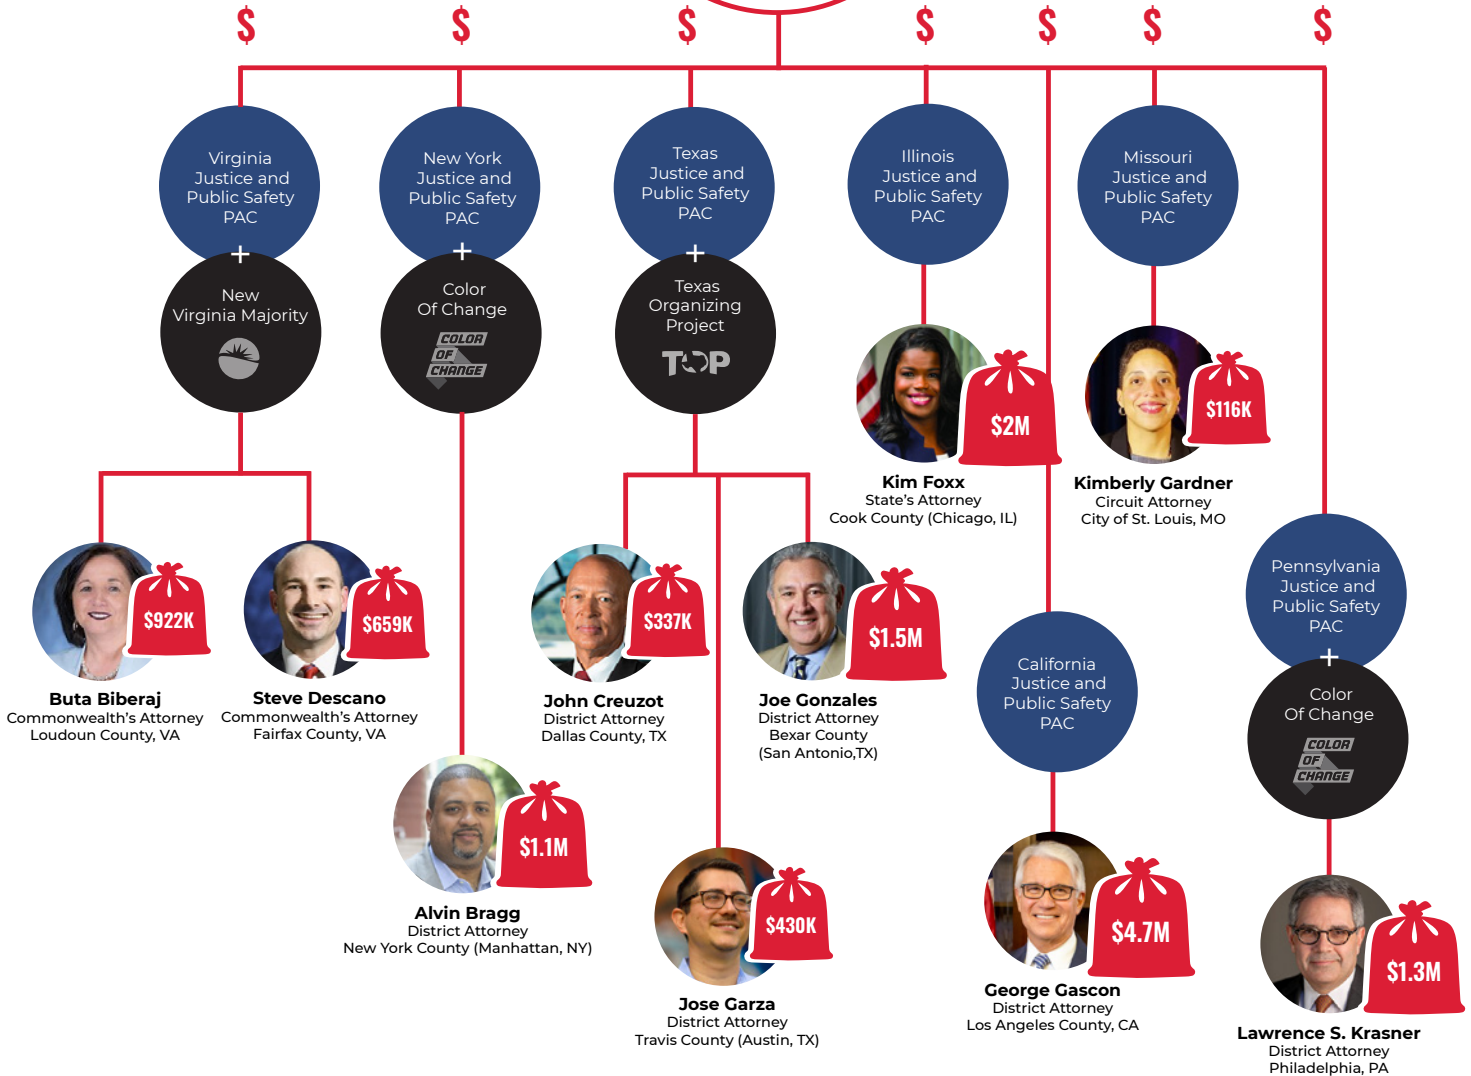 $ $ $ $ $ $ $
Virginia
Justice and
Public Safety
PAC
+
New
Virginia Majority
New York
Justice and
Public Safety
PAC
+
Color
Of Change
COLOR
OF
CHANGE
Texas
Justice and
Public Safety
PAC
+
Texas
Organizing
Project
TOP
Illinois
Justice and
Public Safety
PAC
Missouri
Justice and
Public Safety
PAC
$2M
Kim Foxx
State’s Attorney
Cook County (Chicago, IL)
$116K
Kimberly Gardner
Circuit Attorney
City of St. Louis, MO
$922K
Buta Biberaj
Commonwealth’s Attorney
Loudoun County, VA
$659K
Steve Descano
Commonwealth’s Attorney
Fairfax County, VA
$337K
John Creuzot
District Attorney
Dallas County, TX
$1.5M
Joe Gonzales
District Attorney
Bexar County
(San Antonio,TX)
California
Justice and
Public Safety
PAC
Pennsylvania
Justice and
Public Safety
PAC
+
Color
Of Change
COLOR
OF
CHANGE
$1.1M
Alvin Bragg
District Attorney
New York County (Manhattan, NY)
$430K
Jose Garza
District Attorney
Travis County (Austin, TX)
$4.7M
George Gascon
District Attorney
Los Angeles County, CA
$1.3M
Lawrence S. Krasner
District Attorney
Philadelphia, PA